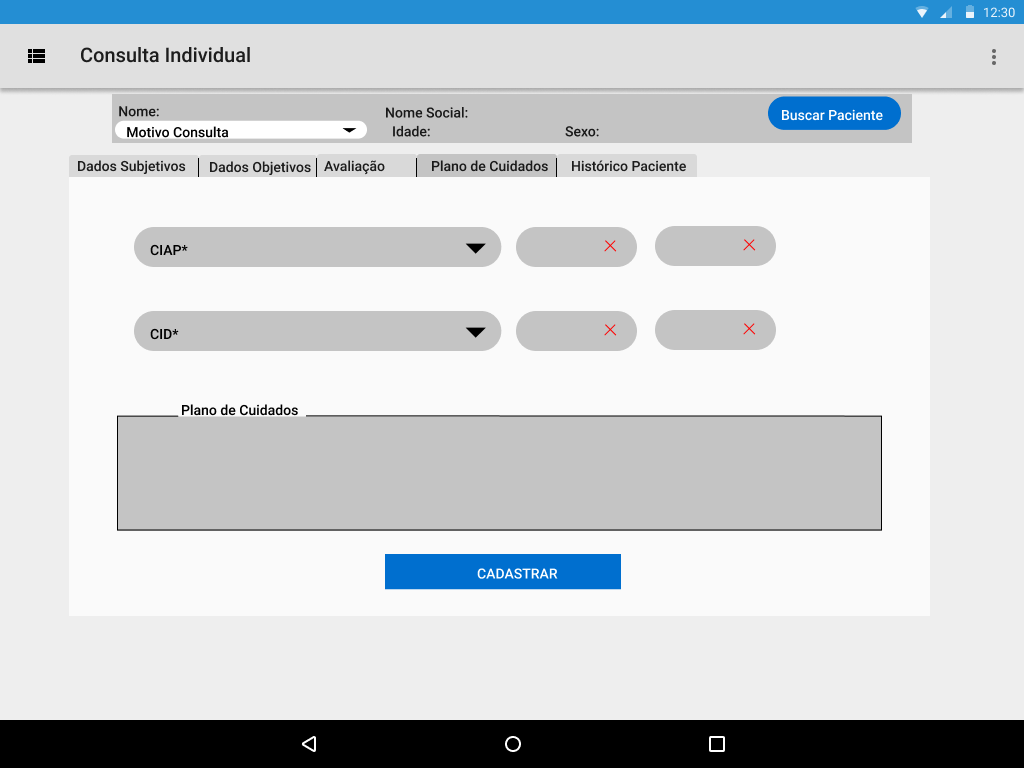 12:30
Consulta Individual
Nome:
Nome Social:
Buscar Paciente
Motivo Consulta
Idade:
Sexo:
Dados Subjetivos
Dados Objetivos
Avaliação
Plano de Cuidados
Histórico Paciente
CIAP*
CID*
Plano de Cuidados
CADASTRAR